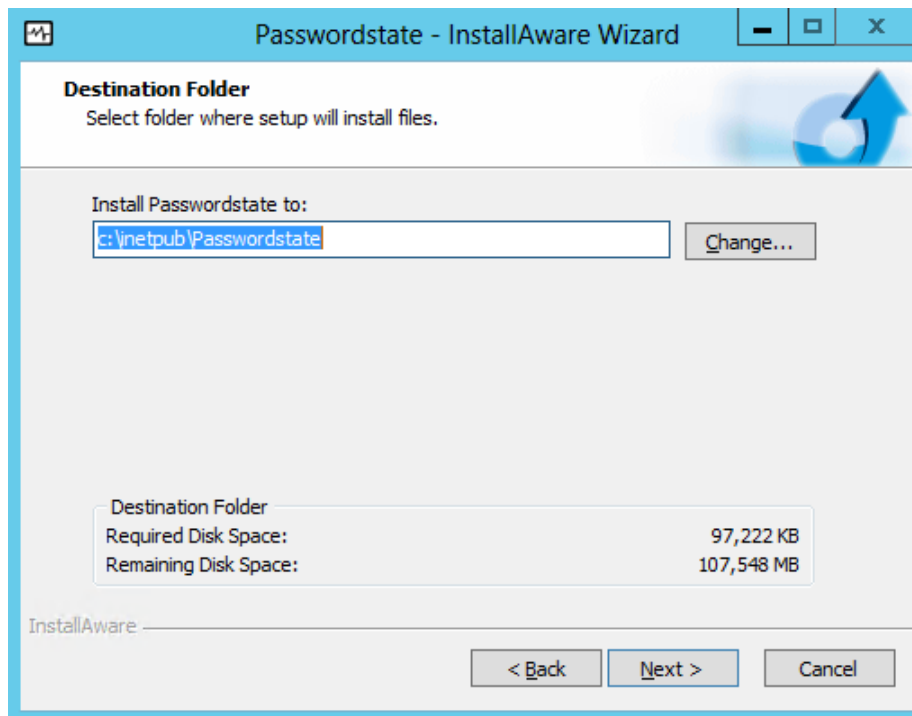 Passwordstate - InstallAware Wizard
Destination Folder
Select folder where setup will install files.
Install Passwordstate to:
c:\inetpub\Passwordstate
Change...
Destination Folder
Required Disk Space: 97,222 KB
Remaining Disk Space: 107,548 MB
InstallAware
< Back Next > Cancel